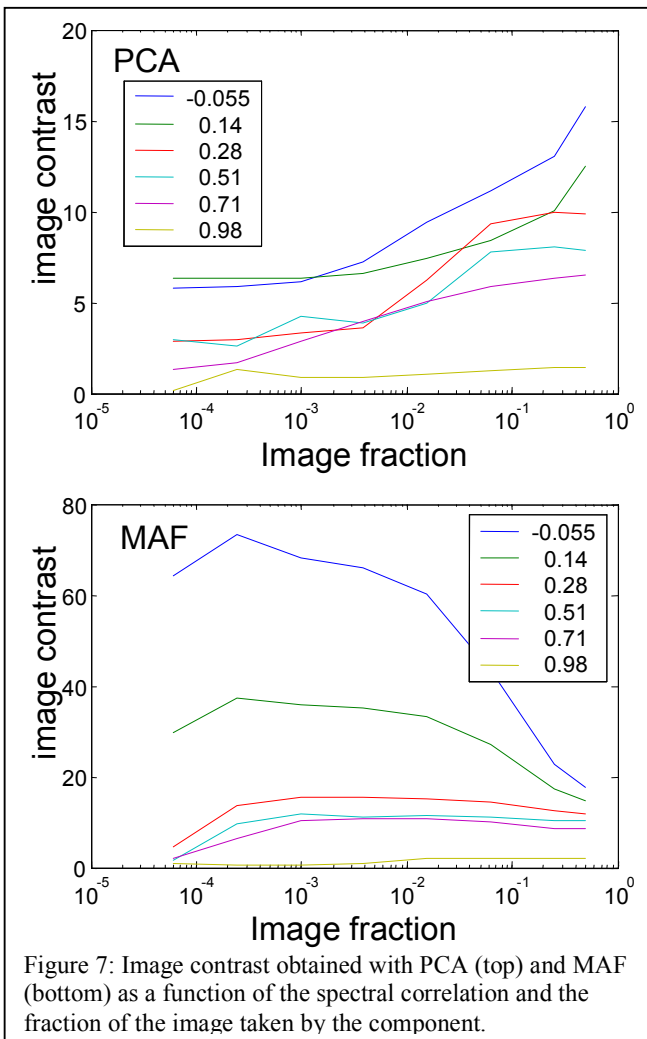 20
PCA
-0.055
0.14
0.28
0.51
0.71
0.98
15
10
5
0
image contrast
10-5 10-4 10-3 10-2 10-1 100
Image fraction
80
MAF
-0.055
0.14
0.28
0.51
0.71
0.98
60
40
20
0
image contrast
10-5 10-4 10-3 10-2 10-1 100
Image fraction
Figure 7: Image contrast obtained with PCA (top) and MAF
(bottom) as a function of the spectral correlation and the
fraction of the image taken by the component.